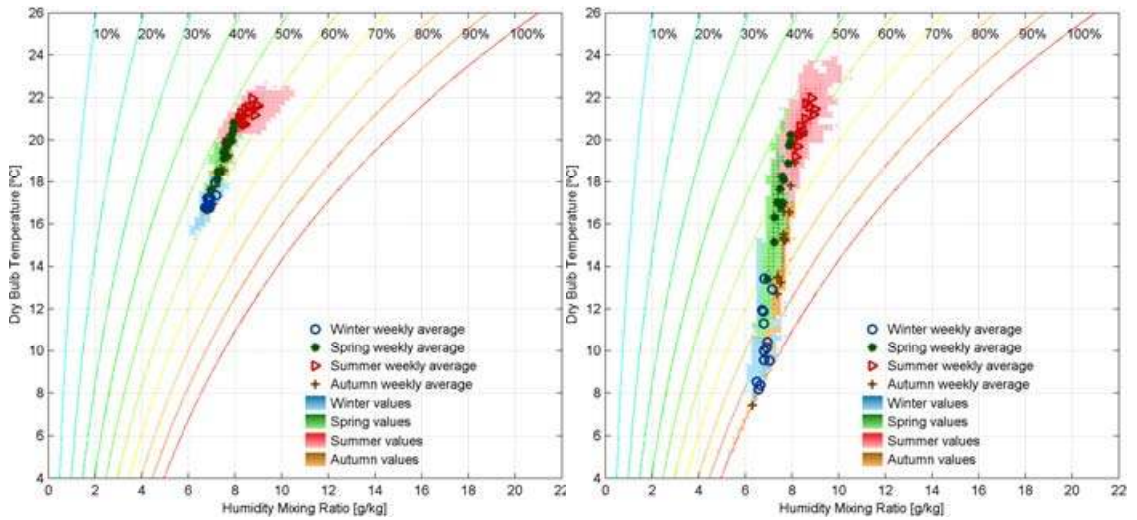 26
24
22
20
18
16
14
12
10
8
6
4
Dry Bulb Temperature [ºC]
10% 20% 30% 40% 50% 60% 70% 80% 90% 100%
Winter weekly average
Spring weekly average
Summer weekly average
Autumn weekly average
Winter values
Spring values
Summer values
Autumn values
0 2 4 6 8 10 12 14 16 18 20 22
Humidity Mixing Ratio [g/kg]
26
24
22
20
18
16
14
12
10
8
6
4
Dry Bulb Temperature [ºC]
10% 20% 30% 40% 50% 60% 70% 80% 90% 100%
Winter weekly average
Spring weekly average
Summer weekly average
Autumn weekly average
Winter values
Spring values
Summer values
Autumn values
0 2 4 6 8 10 12 14 16 18 20 22
Humidity Mixing Ratio [g/kg]